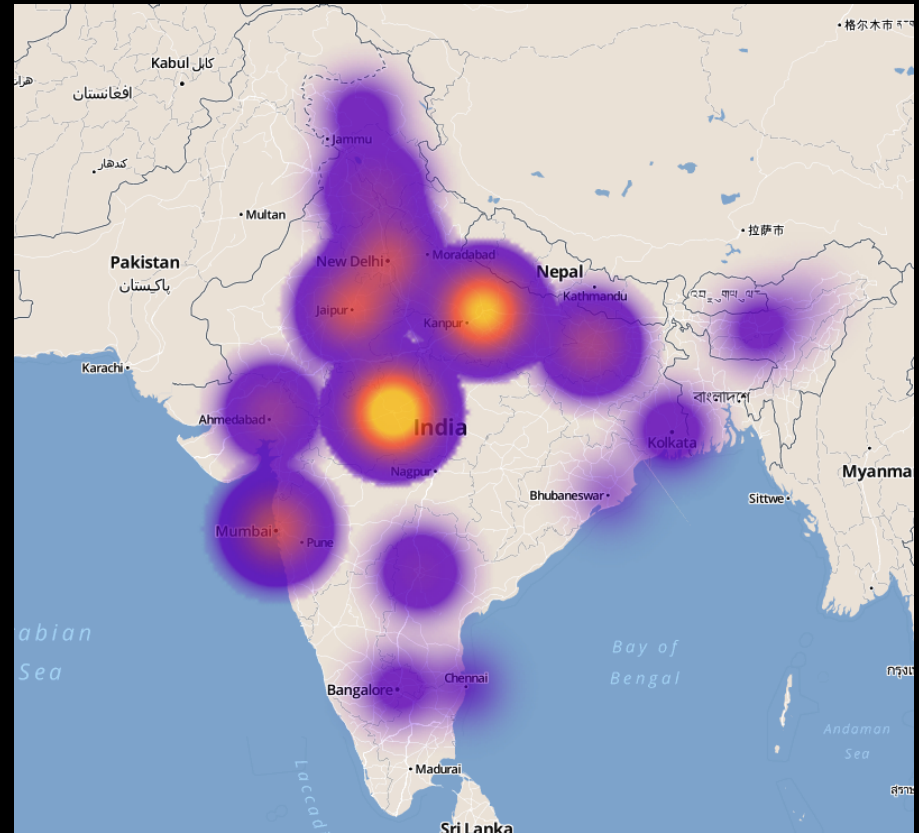 格尔木市
Kabul کابل
افغانستان
Jammu
کندهار
Multan
拉萨市
Pakistan
پاکستان
New Delhi
Moradabad
Nepal
Kathmandu
Jaipur
Kanpur
Karachi
বাংলাদেশ
Ahmedabad
India
Kolkata
Nagpur
Myanma
Bhubaneswar
Sittwe
Mumbai
Pune
abian
Sea
Bay of
Bengal
Chennai
Bangalore
Andaman
Sea
Madurai
Laccad
Sri Lanka